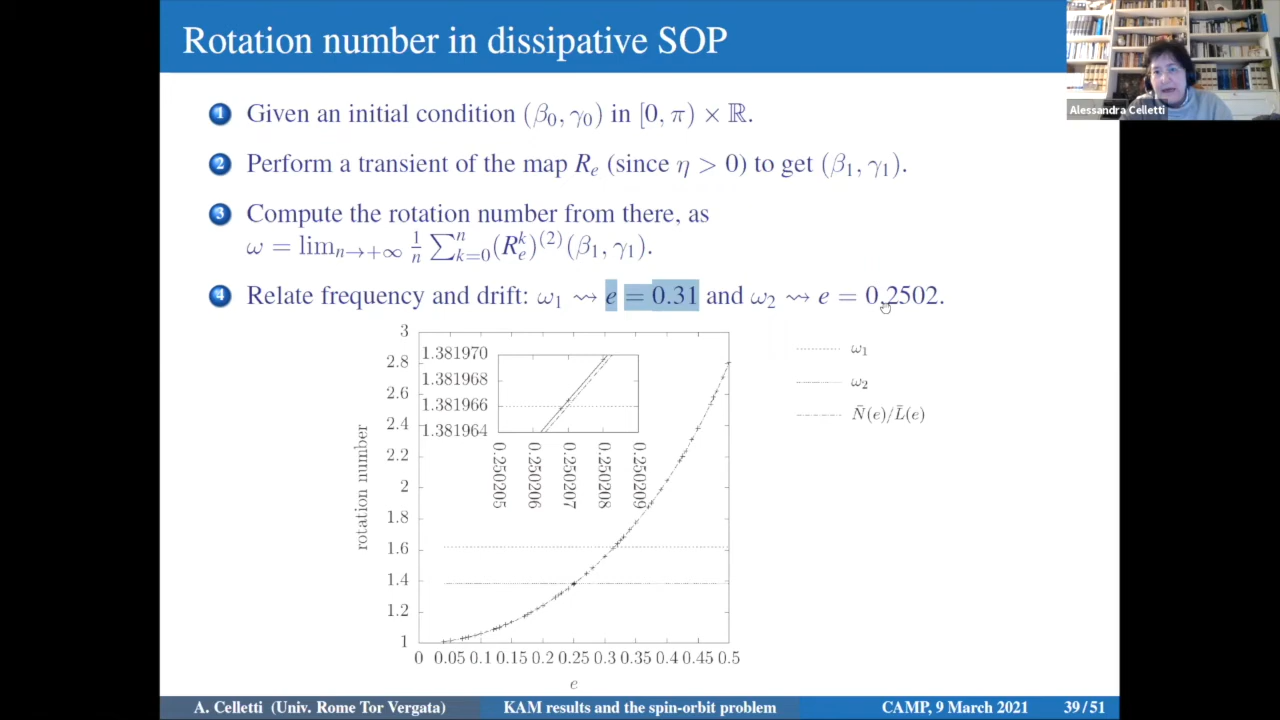 Rotation number in dissipative SOP
Alessandra Celletti
1 Given an initial condition (β₀, γ₀) in [0, π) × ℝ.
2 Perform a transient of the map Rₑ (since η > 0) to get (β₁, γ₁).
3 Compute the rotation number from there, as
ω = limₙ→₊∞ 1/n ∑ⁿₖ₌₀(Rₑᵏ)⁽²⁾(β₁, γ₁).
4 Relate frequency and drift: ω₁ ⇝ e = 0.31 and ω₂ ⇝ e = 0.2502.
3
2.8
2.6
2.4
2.2
2
1.8
1.6
1.4
1.2
1
rotation number
1.381970
1.381968
1.381966
1.381964
0.250205
0.250206
0.250207
0.250208
0.250209
ω₁
ω₂
N̄(e)/L̄(e)
0 0.05 0.1 0.15 0.2 0.25 0.3 0.35 0.4 0.45 0.5
e
A. Celletti (Univ. Rome Tor Vergata) KAM results and the spin-orbit problem CAMP, 9 March 2021 39 / 51